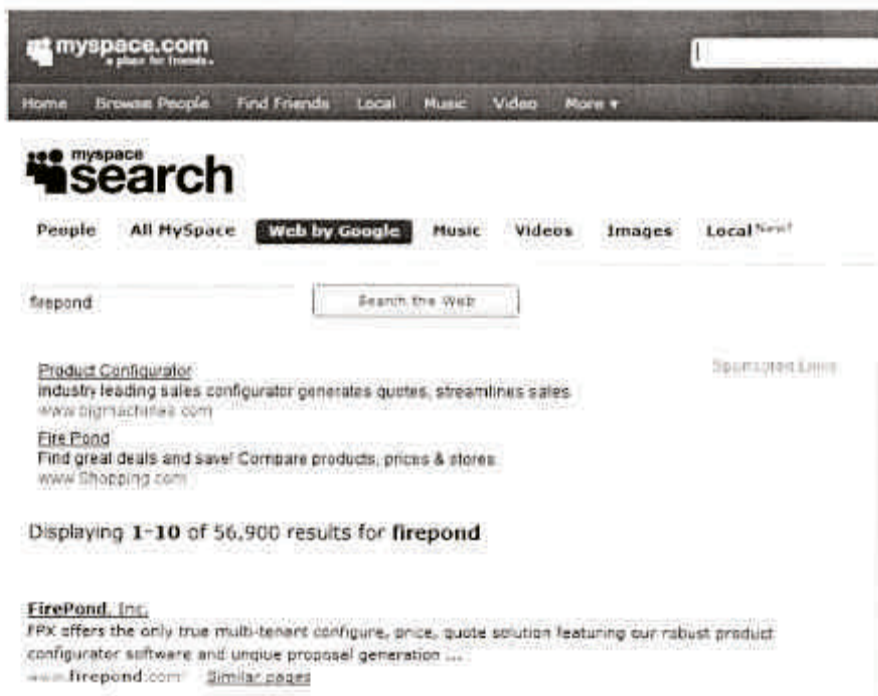 myspace.com
a place for friends.
Home Browse People Find Friends Local Music Video More ▾
myspace
search
People All MySpace Web by Google Music Videos Images Local New!
firepond Search the Web
Product Configurator Sponsored Links
Industry leading sales configurator generates quotes, streamlines sales
www.bigmachines.com
Fire Pond
Find great deals and save! Compare products, prices & stores
www.Shopping.com
Displaying 1-10 of 56,900 results for firepond
FirePond, Inc.
FPX offers the only true multi-tenant configure, price, quote solution featuring our robust product
configurator software and unqiue proposal generation ...
www.firepond.com Similar pages